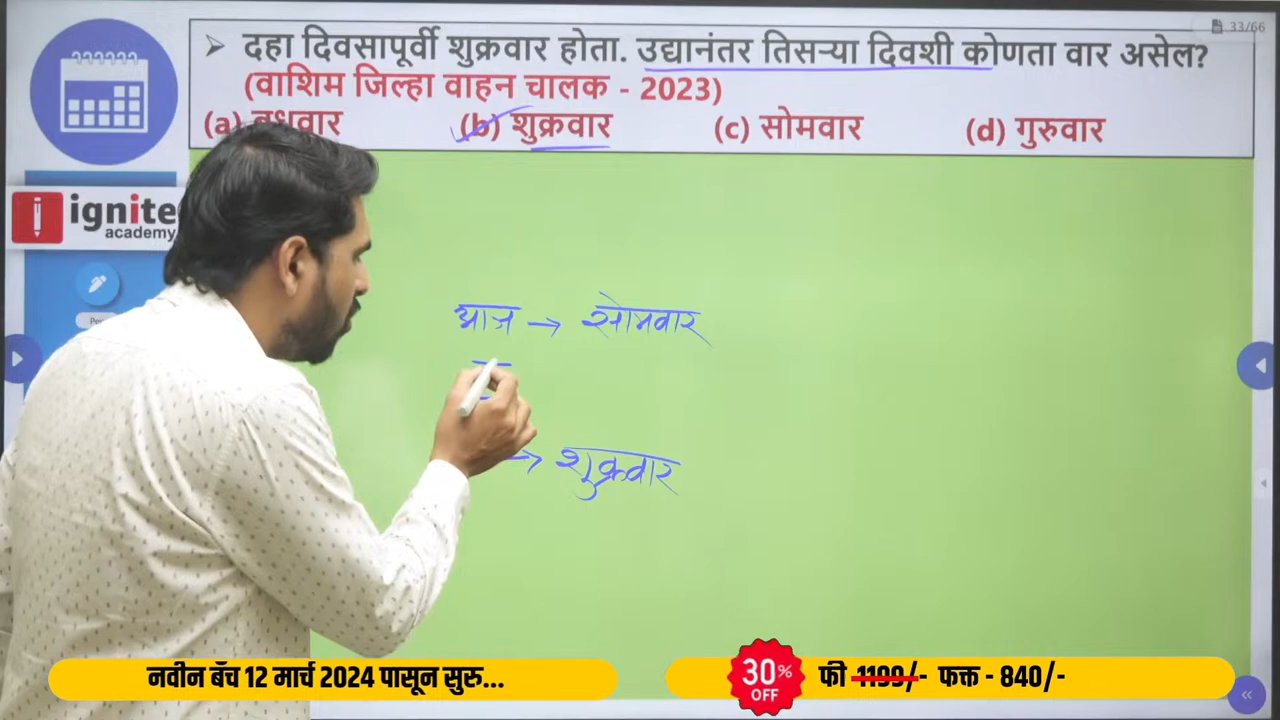 33/66
➢ दहा दिवसापूर्वी शुक्रवार होता. उद्यानंतर तिसऱ्या दिवशी कोणता वार असेल?
(वाशिम जिल्हा वाहन चालक - 2023)
(a) बुधवार (b) शुक्रवार (c) सोमवार (d) गुरुवार
ignite
academy
आज → सोमवार
→ शुक्रवार
नवीन बॅच 12 मार्च 2024 पासून सुरु...
30%
OFF
फी 1199/- फक्त - 840/-